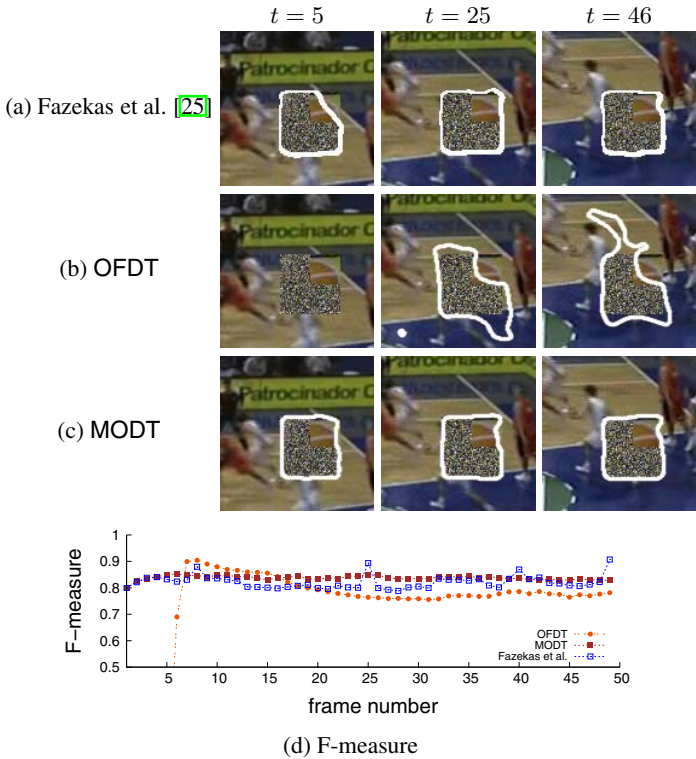 t = 5 t = 25 t = 46
(a) Fazekas et al. [25]
Patrocinador C
(b) OFDT
Patrocinador C
(c) MODT
Patrocinador C
F-measure
1
0.9
0.8
0.7
0.6
0.5
5 10 15 20 25 30 35 40 45 50
OFDT
MODT
Fazekas et al.
frame number
(d) F-measure